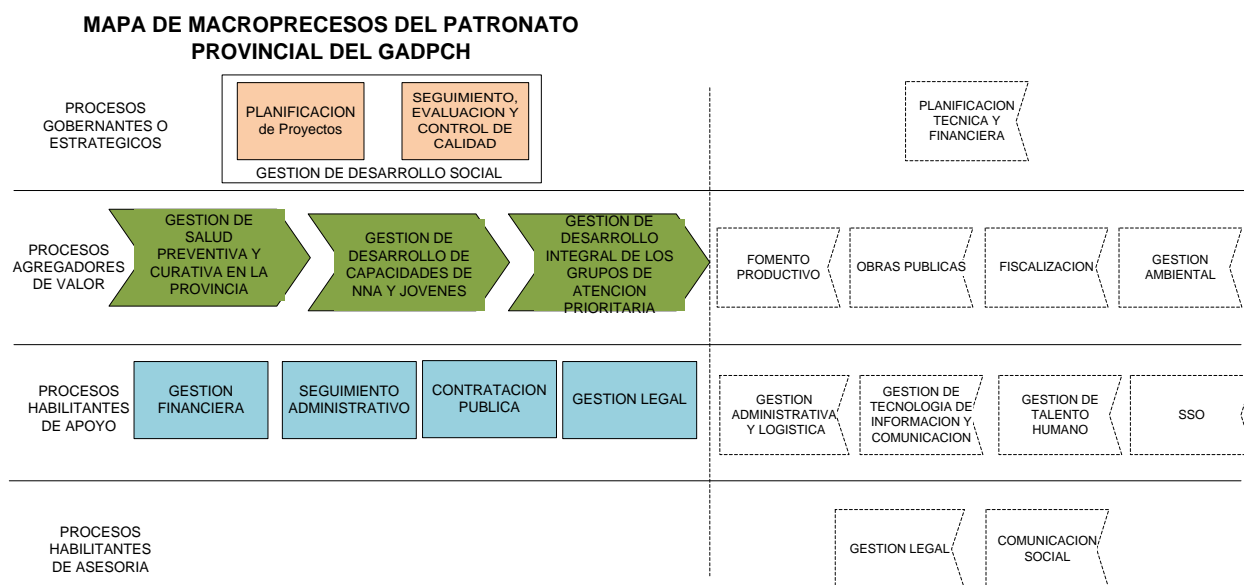 MAPA DE MACROPRECESOS DEL PATRONATO
PROVINCIAL DEL GADPCH
PROCESOS
GOBERNANTES O
ESTRATEGICOS
PLANIFICACION
de Proyectos
SEGUIMIENTO,
EVALUACION Y
CONTROL DE
CALIDAD
GESTION DE DESARROLLO SOCIAL
PLANIFICACION
TECNICA Y
FINANCIERA
PROCESOS
AGREGADORES
DE VALOR
GESTION DE
SALUD
PREVENTIVA Y
CURATIVA EN LA
PROVINCIA
GESTION DE
DESARROLLO DE
CAPACIDADES DE
NNA Y JOVENES
GESTION DE
DESARROLLO
INTEGRAL DE LOS
GRUPOS DE
ATENCION
PRIORITARIA
FOMENTO
PRODUCTIVO
OBRAS PUBLICAS
FISCALIZACION
GESTION
AMBIENTAL
PROCESOS
HABILITANTES
DE APOYO
GESTION
FINANCIERA
SEGUIMIENTO
ADMINISTRATIVO
CONTRATACION
PUBLICA
GESTION LEGAL
GESTION
ADMINISTRATIVA
Y LOGISTICA
GESTION DE
TECNOLOGIA DE
INFORMACION Y
COMUNICACION
GESTION DE
TALENTO
HUMANO
SSO
PROCESOS
HABILITANTES
DE ASESORIA
GESTION LEGAL
COMUNICACION
SOCIAL